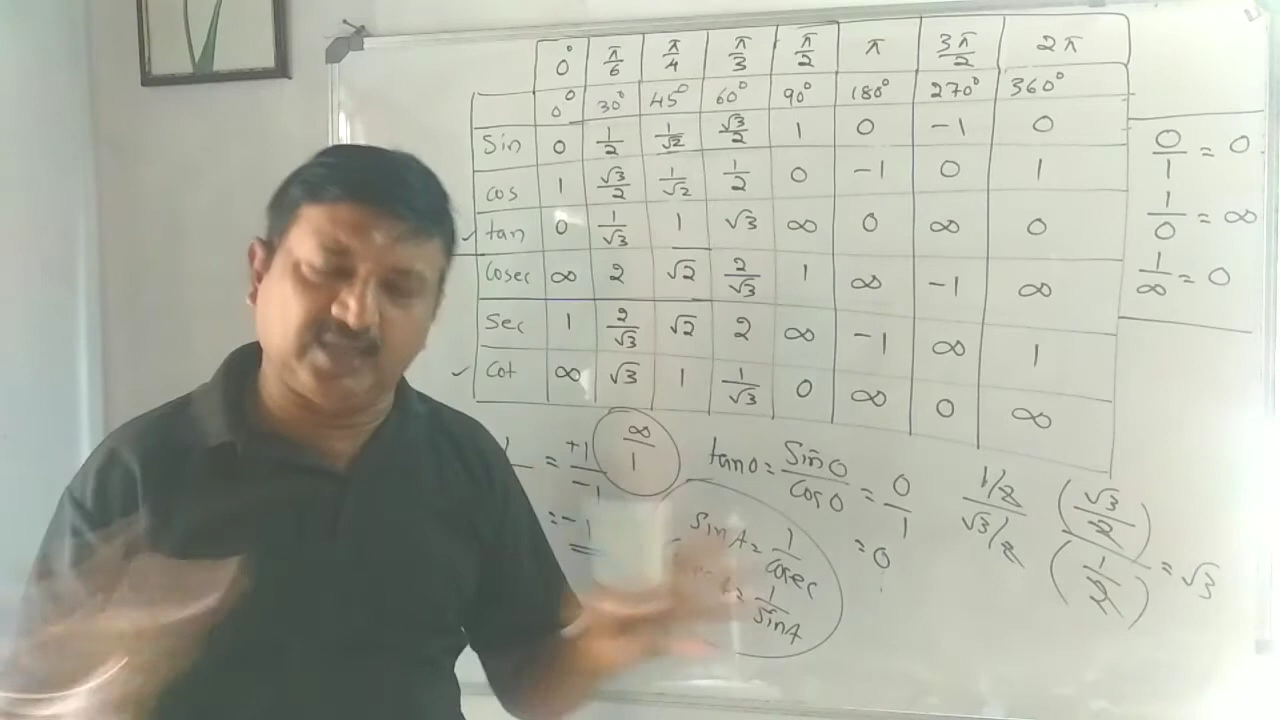 0° π/6 π/4 π/3 π/2 π 3π/2 2π
0° 30° 45° 60° 90° 180° 270° 360°
Sin 0 1/2 1/√2 √3/2 1 0 -1 0
cos 1 √3/2 1/√2 1/2 0 -1 0 1
✓ tan 0 1/√3 1 √3 ∞ 0 ∞ 0
Cosec ∞ 2 √2 2/√3 1 ∞ -1 ∞
Sec 1 2/√3 √2 2 ∞ -1 ∞ 1
✓ Cot ∞ √3 1 1/√3 0 ∞ 0 ∞
0/1 = 0
1/0 = ∞
1/∞ = 0
= +1/-1
= -1
∞/1
tan0 = Sin0/Cos0 = 0/1
= 0
SinA = 1/Cosec
= 1/SinA
1/2/√3/2
(√3/2)/(1/2) = √3